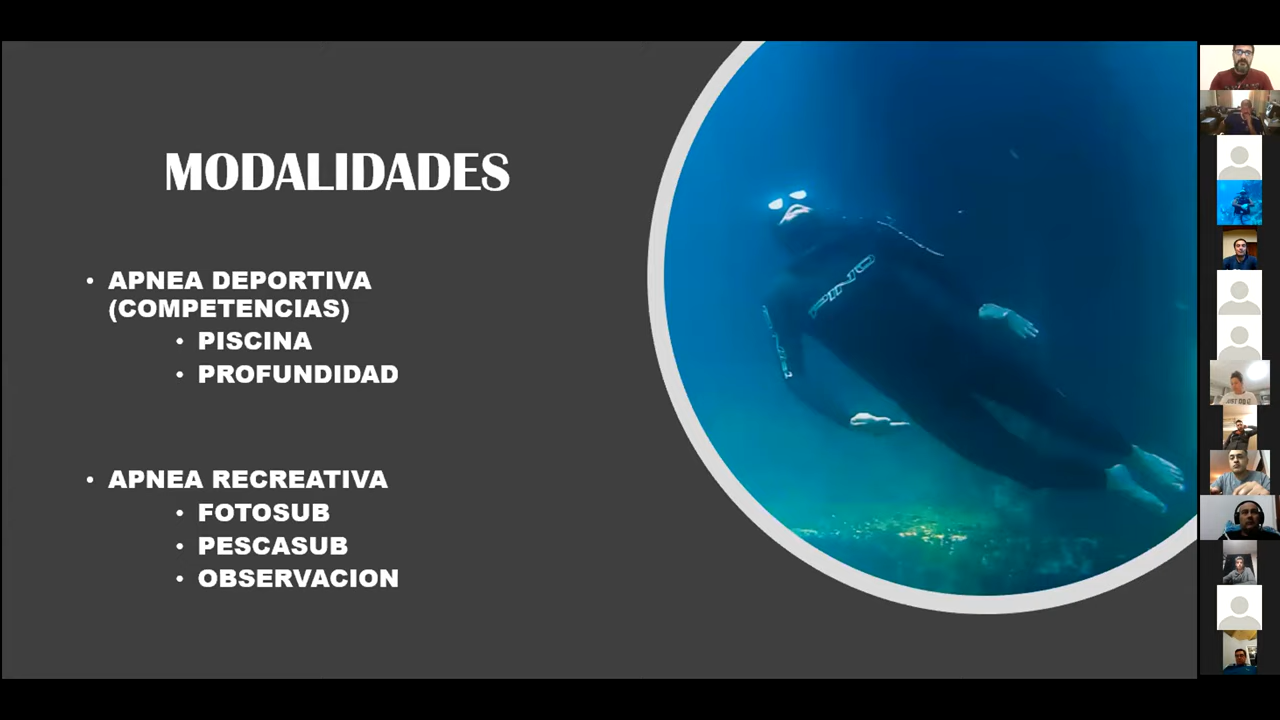 MODALIDADES
• APNEA DEPORTIVA
(COMPETENCIAS)
• PISCINA
• PROFUNDIDAD
• APNEA RECREATIVA
• FOTOSUB
• PESCASUB
• OBSERVACION